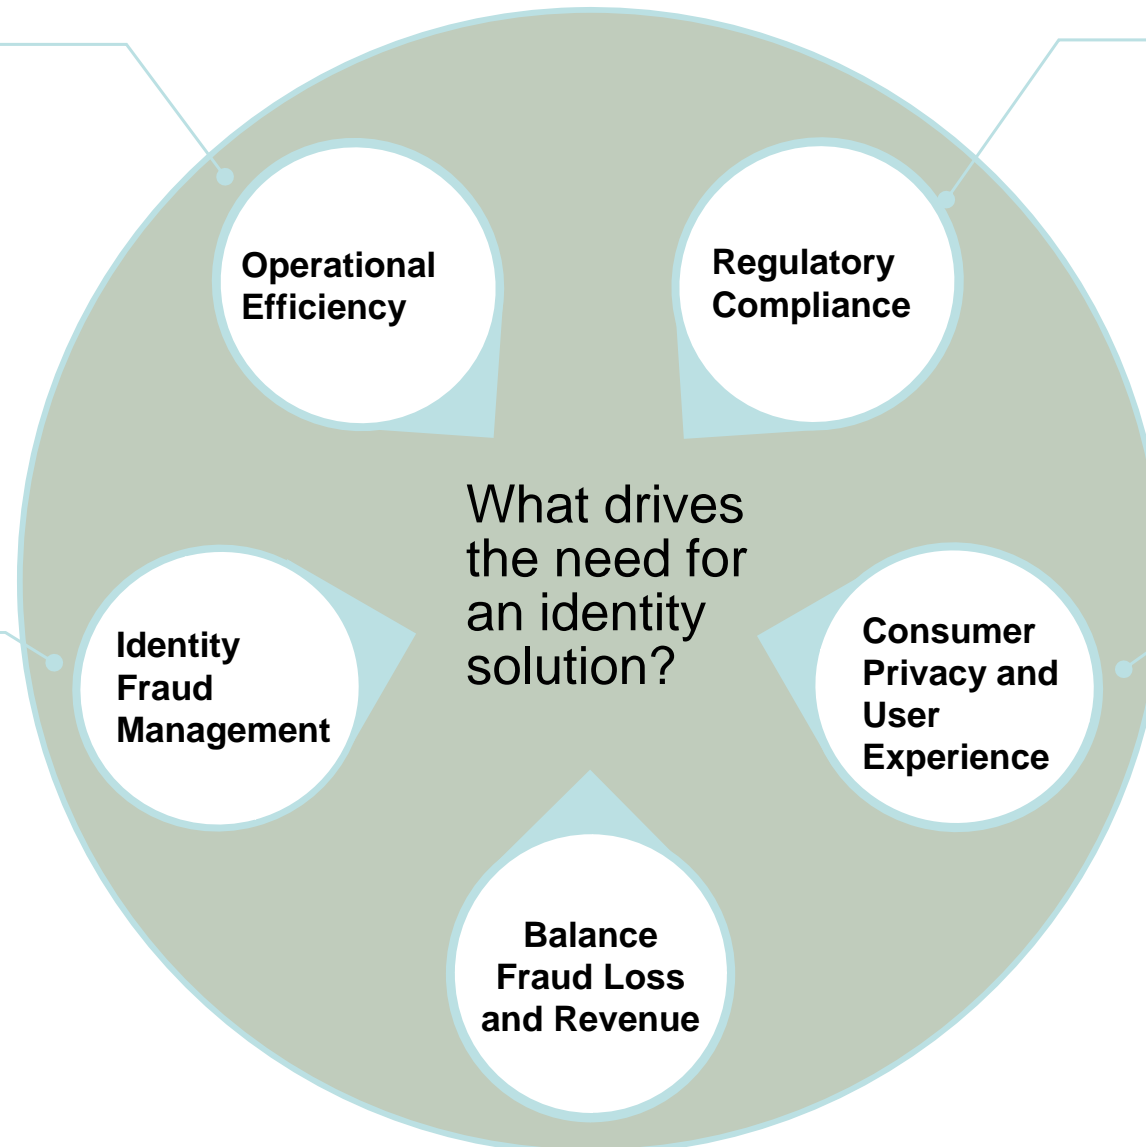 Operational
Efficiency
Regulatory
Compliance
What drives
the need for
an identity
solution?
Identity
Fraud
Management
Consumer
Privacy and
User
Experience
Balance
Fraud Loss
and Revenue